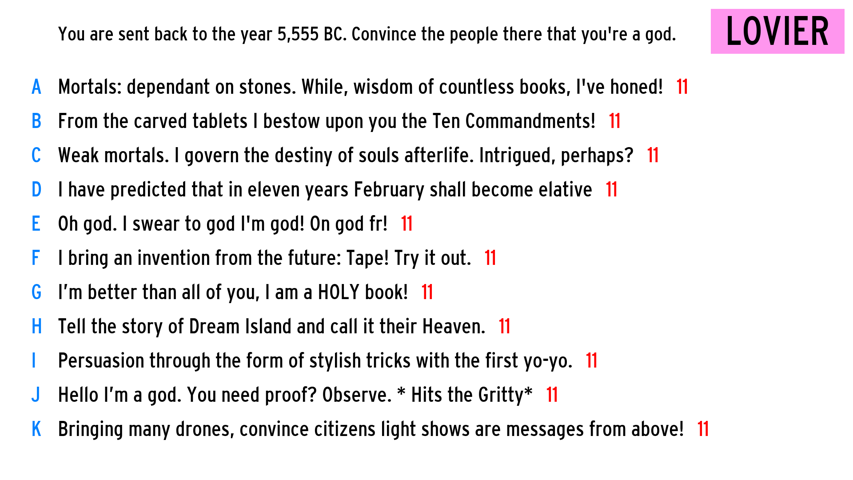 You are sent back to the year 5,555 BC. Convince the people there that you're a god.
LOVIER
A Mortals: dependant on stones. While, wisdom of countless books, I've honed! 11
B From the carved tablets I bestow upon you the Ten Commandments! 11
C Weak mortals. I govern the destiny of souls afterlife. Intrigued, perhaps? 11
D I have predicted that in eleven years February shall become elative 11
E Oh god. I swear to god I'm god! On god fr! 11
F I bring an invention from the future: Tape! Try it out. 11
G I’m better than all of you, I am a HOLY book! 11
H Tell the story of Dream Island and call it their Heaven. 11
I Persuasion through the form of stylish tricks with the first yo-yo. 11
J Hello I’m a god. You need proof? Observe. * Hits the Gritty* 11
K Bringing many drones, convince citizens light shows are messages from above! 11